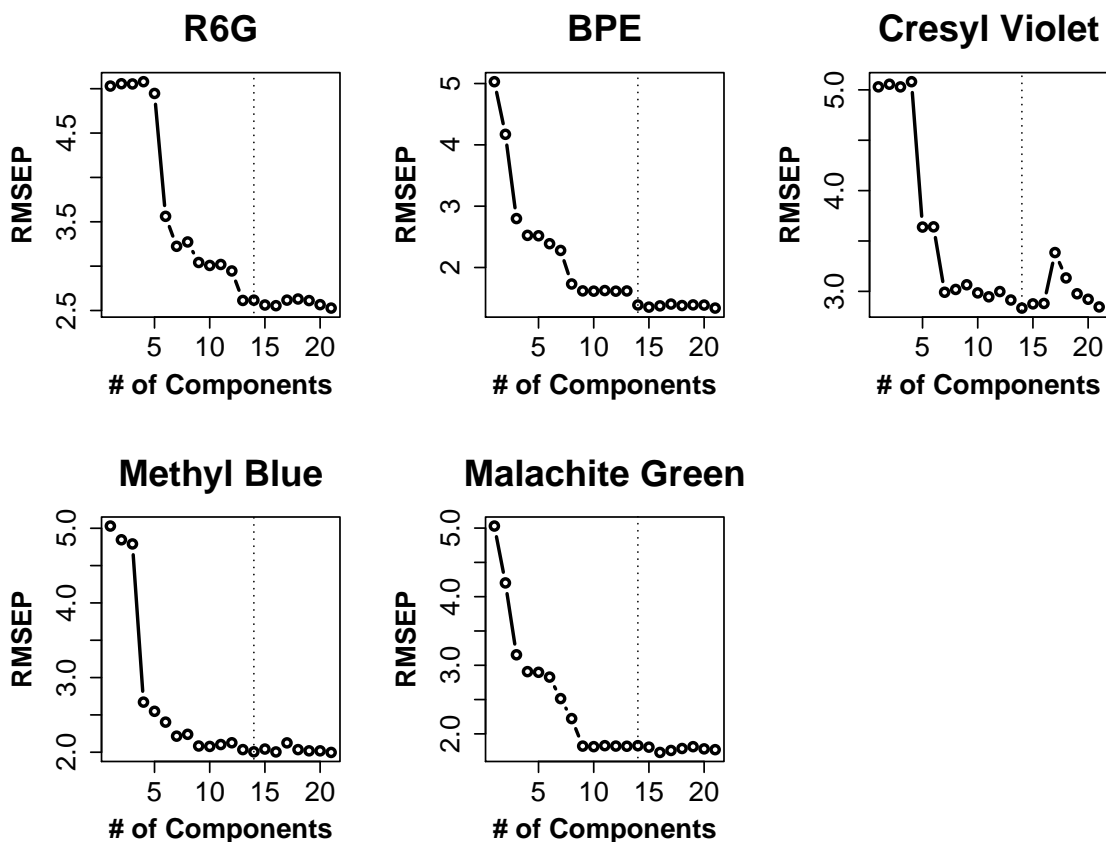 R6G
RMSEP
2.5 3.5 4.5
5 10 15 20
# of Components
BPE
RMSEP
2 3 4 5
5 10 15 20
# of Components
Cresyl Violet
RMSEP
3.0 4.0 5.0
5 10 15 20
# of Components
Methyl Blue
RMSEP
2.0 3.0 4.0 5.0
5 10 15 20
# of Components
Malachite Green
RMSEP
2.0 3.0 4.0 5.0
5 10 15 20
# of Components